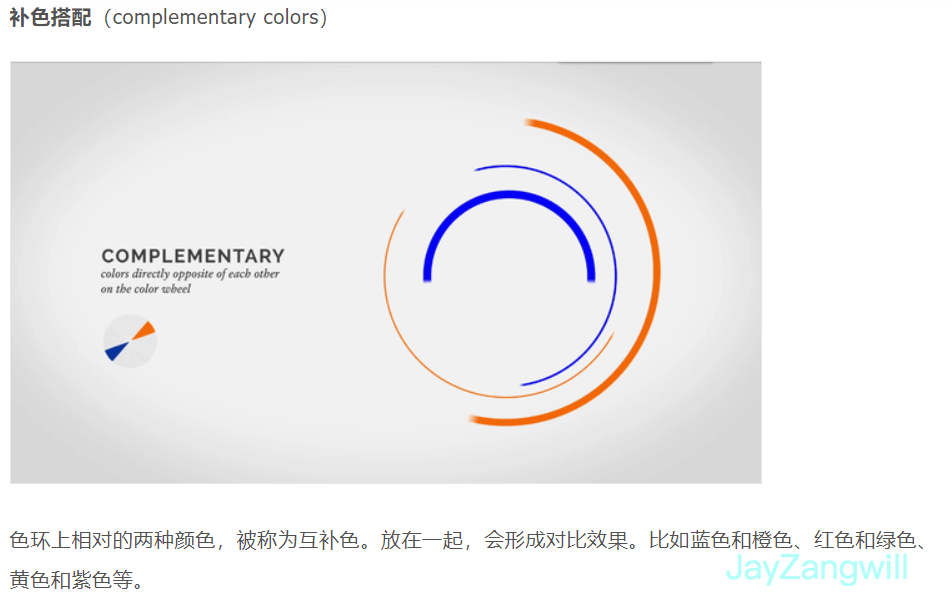 补色搭配（complementary colors）
COMPLEMENTARY
colors directly opposite of each other
on the color wheel
色环上相对的两种颜色，被称为互补色。放在一起，会形成对比效果。比如蓝色和橙色、红色和绿色、
黄色和紫色等。
JayZangwill